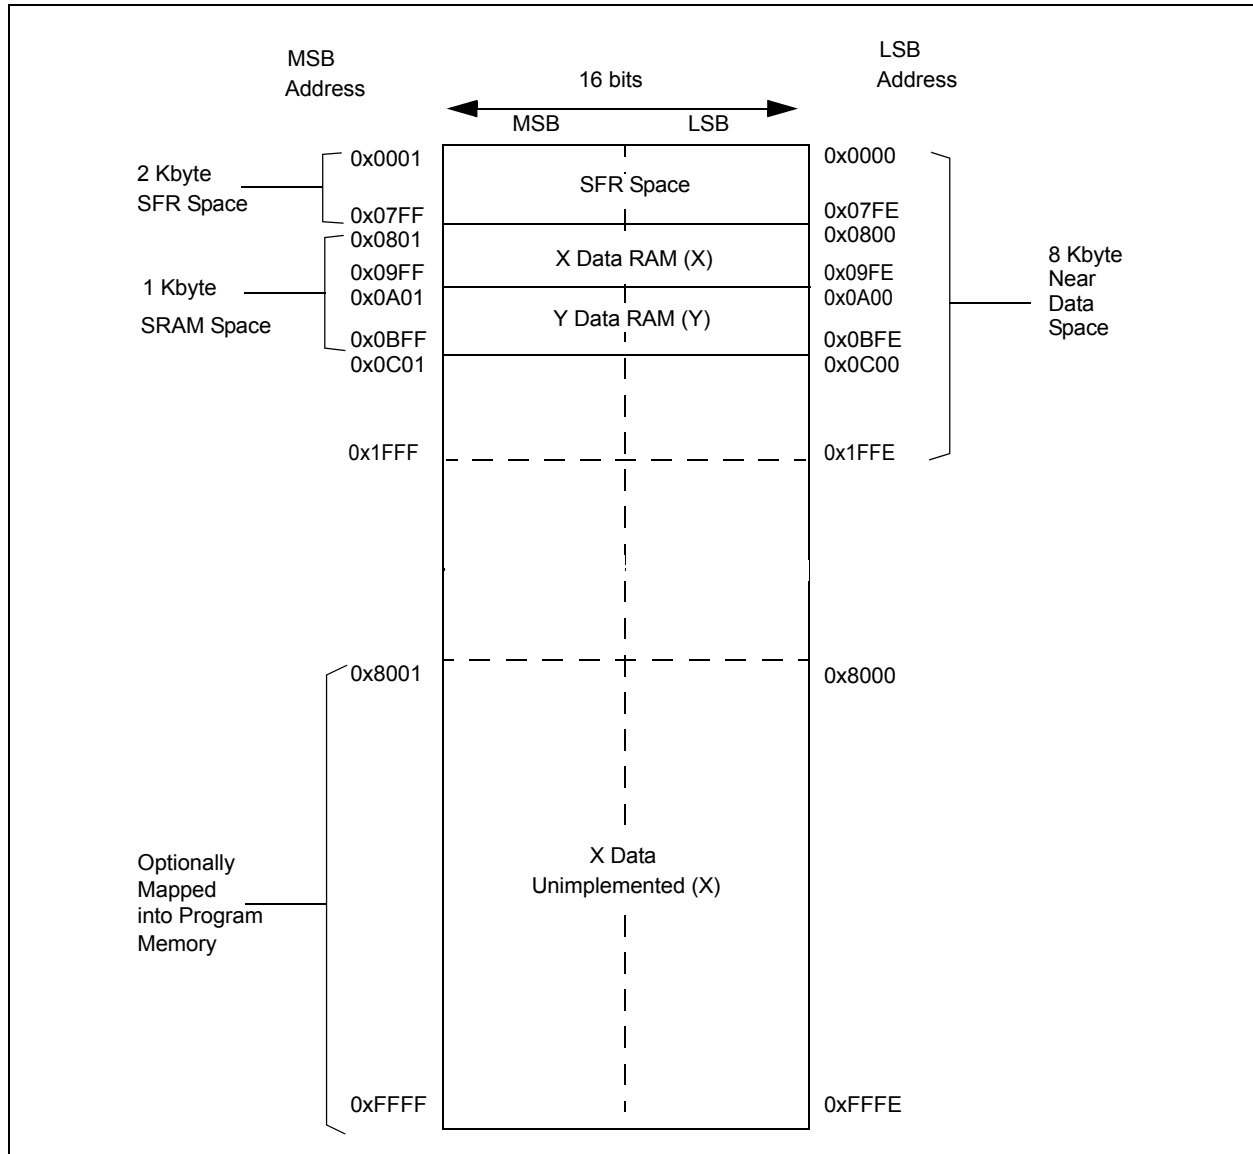 MSB
Address
LSB
Address
16 bits
MSB
LSB
2 Kbyte
SFR Space
0x0001
SFR Space
0x0000
0x07FF
0x07FE
0x0801
0x0800
1 Kbyte
SRAM Space
X Data RAM (X)
0x09FF
0x09FE
0x0A01
0x0A00
Y Data RAM (Y)
0x0BFF
0x0BFE
0x0C01
0x0C00
8 Kbyte
Near
Data
Space
0x1FFF
0x1FFE
0x8001
0x8000
Optionally
Mapped
into Program
Memory
X Data
Unimplemented (X)
0xFFFF
0xFFFE